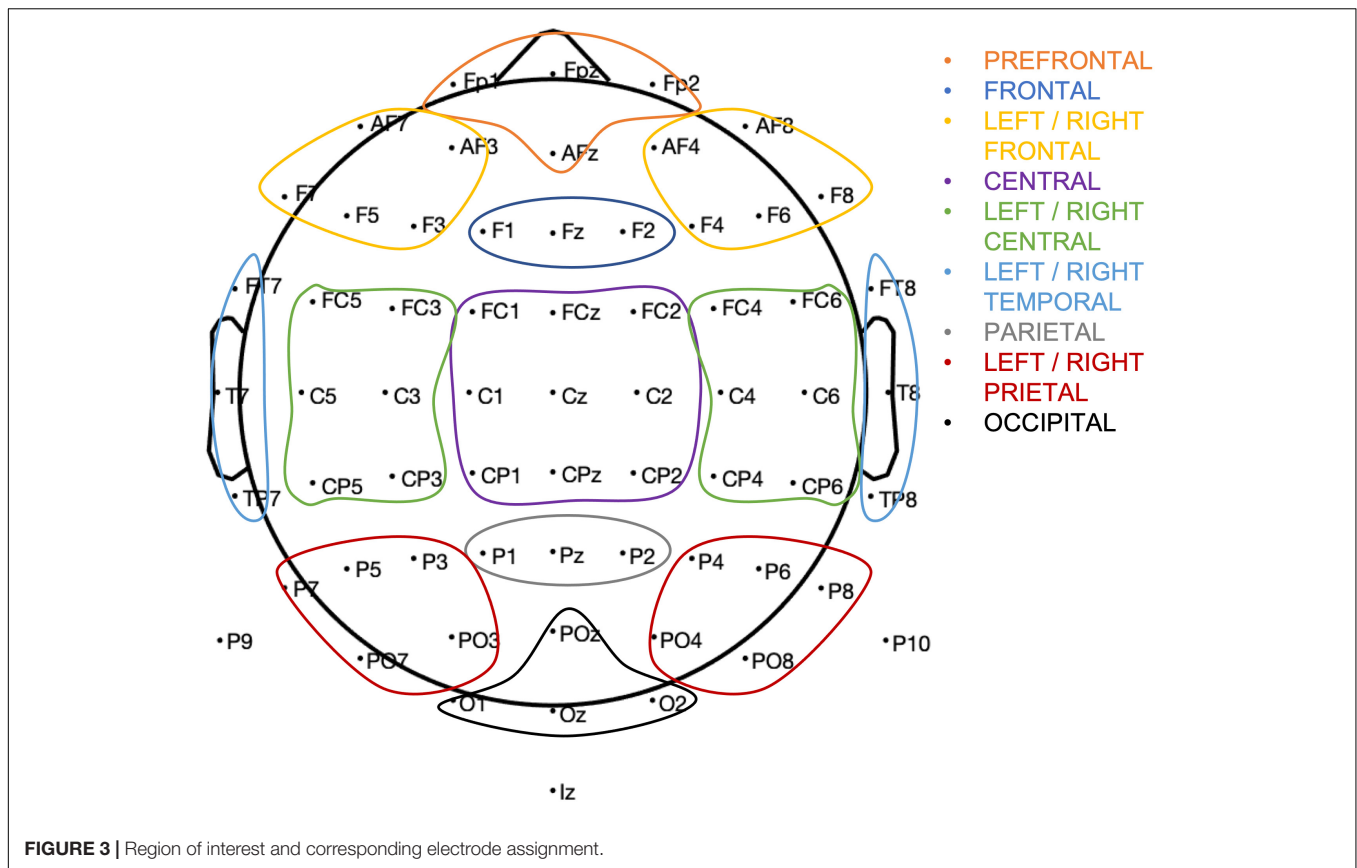 Fp1 Fpz Fp2
AF7 AF8
AF3 AFz AF4
F7 F8
F5 F6
F3 F1 Fz F2 F4
FT7 FT8
FC5 FC3 FC1 FCz FC2 FC4 FC6
T7 C5 C3 C1 Cz C2 C4 C6 T8
CP5 CP3 CP1 CPz CP2 CP4 CP6
TP7 TP8
P7 P5 P3 P1 Pz P2 P4 P6 P8
P9 PO3 POz PO4 P10
PO7 PO8
O1 Oz O2
Iz
• PREFRONTAL
• FRONTAL
• LEFT / RIGHT
FRONTAL
• CENTRAL
• LEFT / RIGHT
CENTRAL
• LEFT / RIGHT
TEMPORAL
• PARIETAL
• LEFT / RIGHT
PRIETAL
• OCCIPITAL
FIGURE 3 | Region of interest and corresponding electrode assignment.